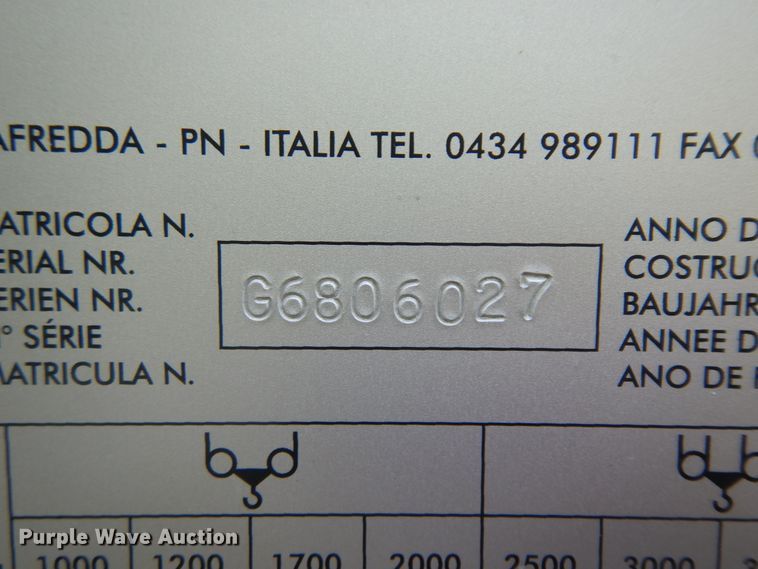 AFREDDA - PN - ITALIA TEL. 0434 989111 FAX
ATRICOLA N.
ERIAL NR.
ERIEN NR.
° SÉRIE
MATRICULA N.
G6806027
ANNO D
COSTRUC
BAUJAHR
ANNEE D
ANO DE
1000 1200 1700 2000 2500 3000
Purple Wave Auction